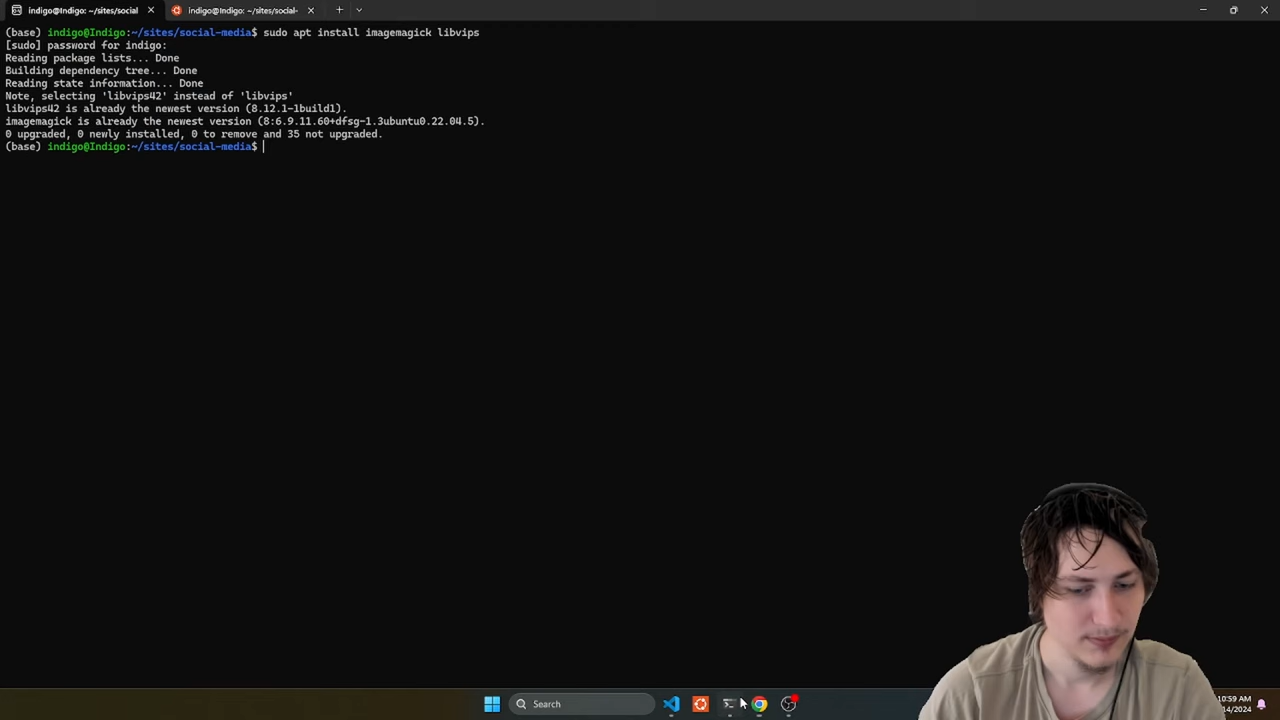 indigo@Indigo: ~/sites/social
indigo@Indigo: ~/sites/social-
(base) indigo@Indigo:~/sites/social-media$ sudo apt install imagemagick libvips
[sudo] password for indigo:
Reading package lists... Done
Building dependency tree... Done
Reading state information... Done
Note, selecting 'libvips42' instead of 'libvips'
libvips42 is already the newest version (8.12.1-1build1).
imagemagick is already the newest version (8:6.9.11.60+dfsg-1.3ubuntu0.22.04.5).
0 upgraded, 0 newly installed, 0 to remove and 35 not upgraded.
(base) indigo@Indigo:~/sites/social-media$
Search
10:59 AM
14/2024